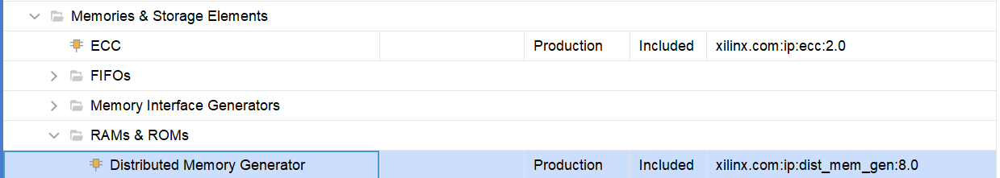 Memories & Storage Elements
ECC Production Included xilinx.com:ip:ecc:2.0
FIFOs
Memory Interface Generators
RAMs & ROMs
Distributed Memory Generator Production Included xilinx.com:ip:dist_mem_gen:8.0